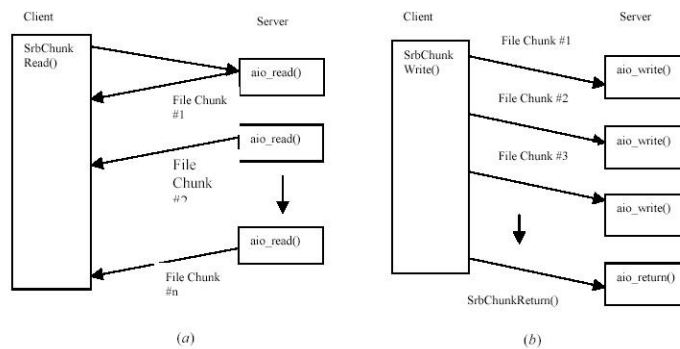 Client
Server
SrbChunk
Read()
aio_read()
File Chunk
#1
aio_read()
File
Chunk
#2
aio_read()
File Chunk
#n
(a)
Client
Server
SrbChunk
Write()
File Chunk #1
aio_write()
File Chunk #2
aio_write()
File Chunk #3
aio_write()
aio_return()
SrbChunkReturn()
(b)